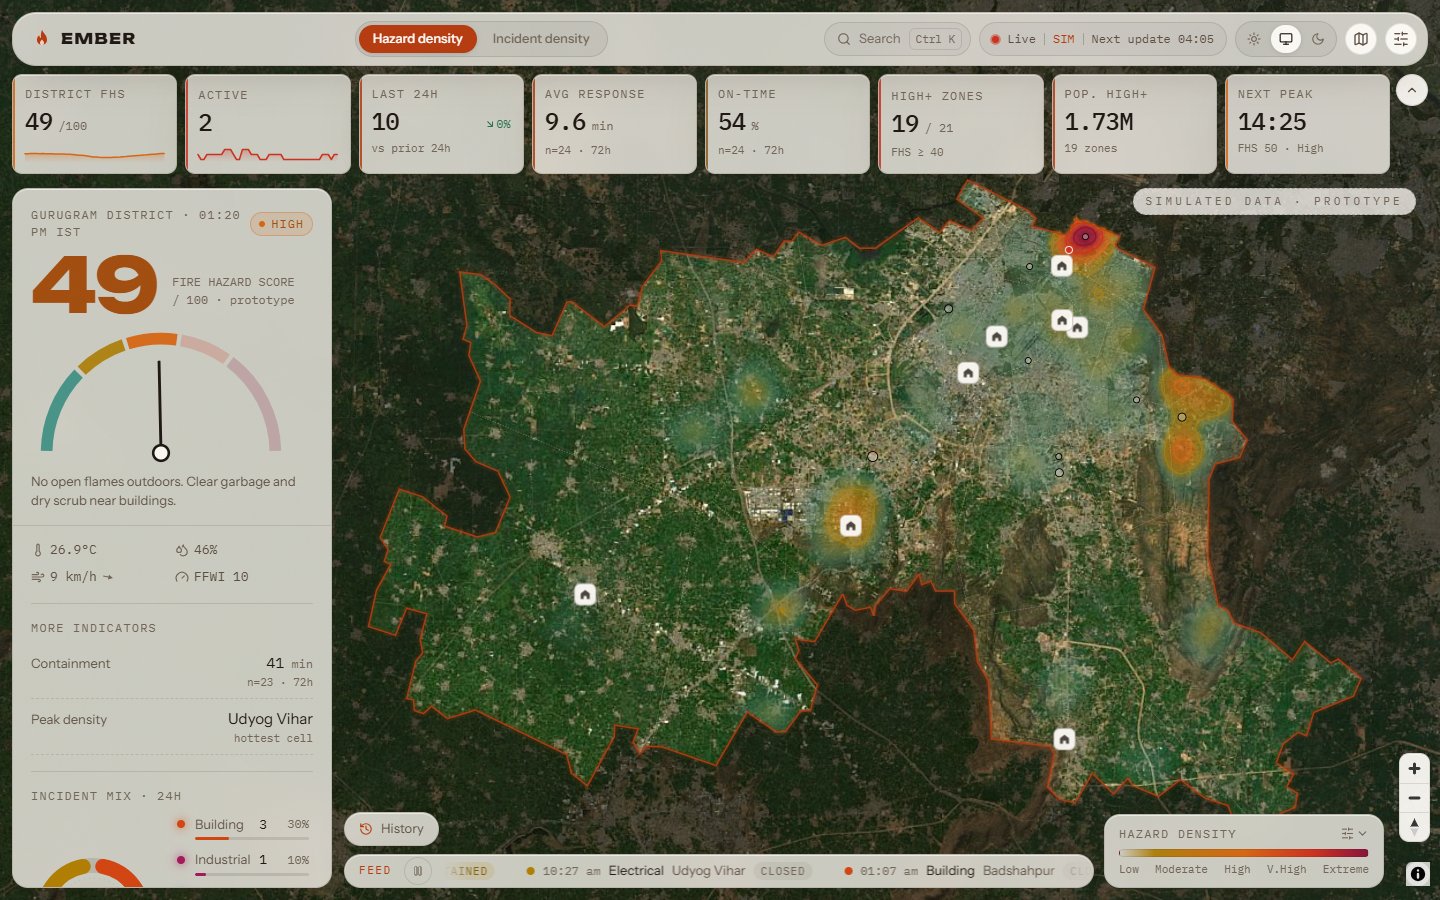 EMBER
Hazard density
Incident density
Search Ctrl K
Live | SIM | Next update 04:05
DISTRICT FHS
49 /100
ACTIVE
2
LAST 24H
10 ↘0%
vs prior 24h
AVG RESPONSE
9.6 min
n=24 · 72h
ON-TIME
54 %
n=24 · 72h
HIGH+ ZONES
19 / 21
FHS ≥ 40
POP. HIGH+
1.73M
19 zones
NEXT PEAK
14:25
FHS 50 · High
SIMULATED DATA · PROTOTYPE
GURUGRAM DISTRICT · 01:20
PM IST
HIGH
49
FIRE HAZARD SCORE
/ 100 · prototype
No open flames outdoors. Clear garbage and
dry scrub near buildings.
26.9°C
46%
9 km/h →
FFWI 10
MORE INDICATORS
Containment 41 min
n=23 · 72h
Peak density Udyog Vihar
hottest cell
INCIDENT MIX · 24H
Building 3 30%
Industrial 1 10%
History
FEED AINED 10:27 am Electrical Udyog Vihar CLOSED 01:07 am Building Badshahpur CL
HAZARD DENSITY
Low Moderate High V.High Extreme